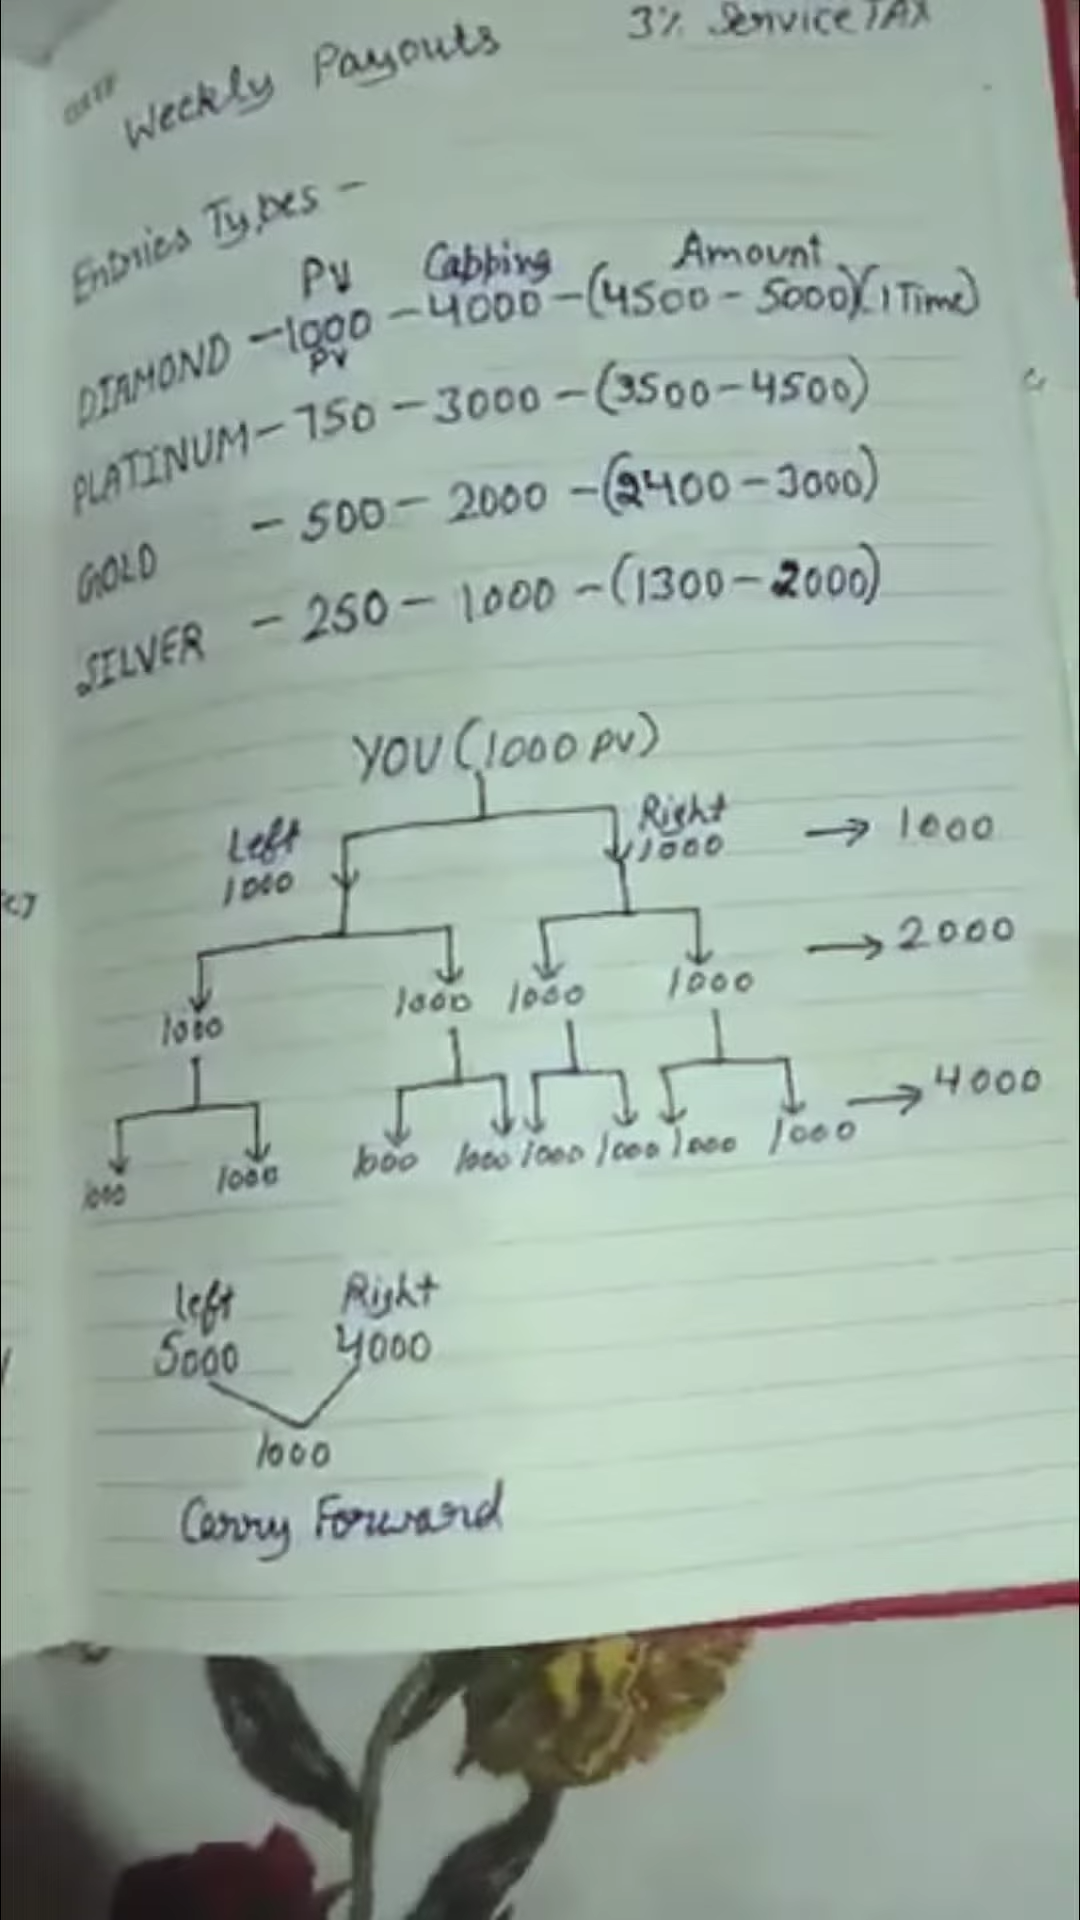 3% Service TAX
DATE
Weekly Payouts
Entries Types -
PV Cabbing Amount
DIAMOND - 1000 - 4000 - (4500 - 5000) (1 Time)
PV
PLATINUM - 750 - 3000 - (3500 - 4500)
GOLD - 500 - 2000 - (2400 - 3000)
SILVER - 250 - 1000 - (1300 - 2000)
YOU (1000 PV)
Left Right
1000 1000 → 1000
1000 1000 1000 1000 → 2000
1000 1000 1000 1000 1000 1000 1000 1000 → 4000
left Right
5000 4000
1000
Carry Forward